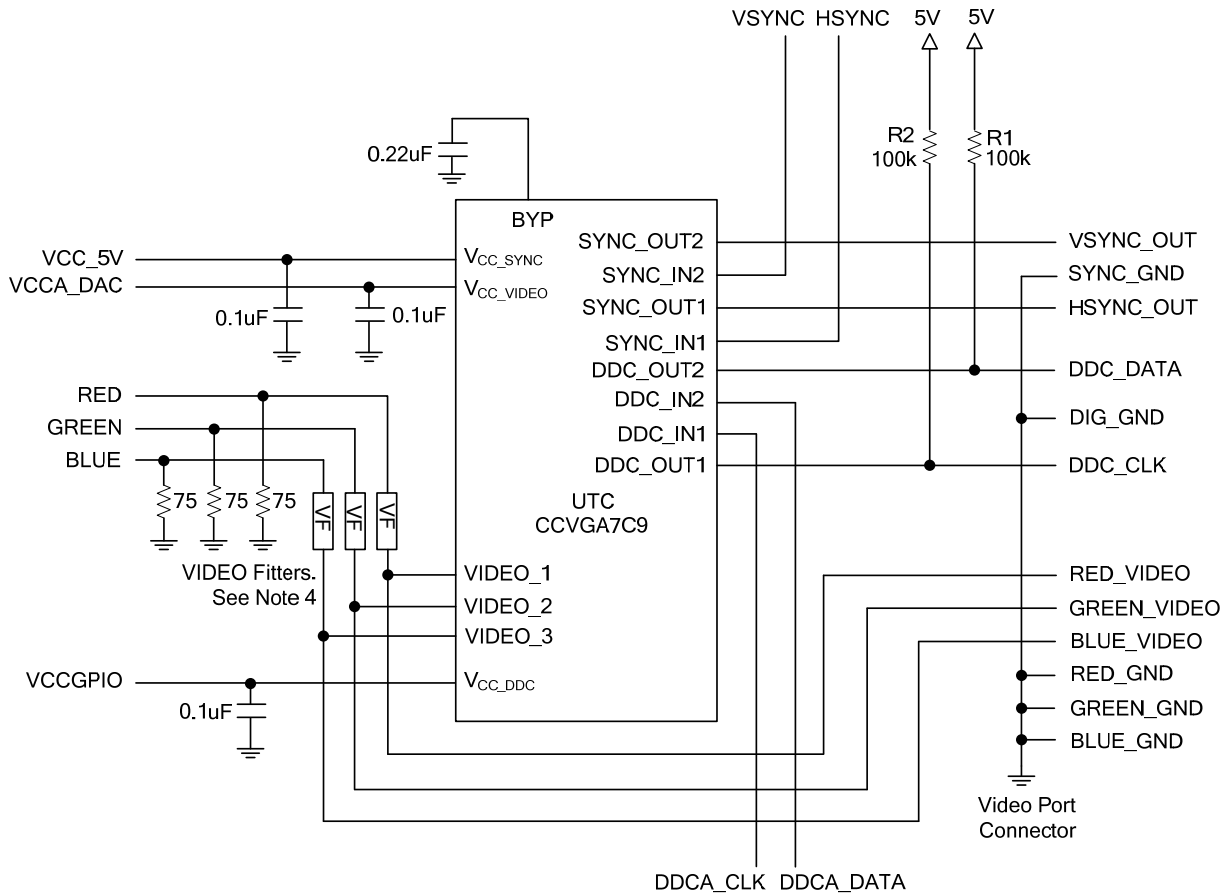 VSYNC HSYNC 5V 5V
R2
100k
R1
100k
0.22uF
BYP
VCC_5V
VCCA_DAC
VCC_SYNC
VCC_VIDEO
0.1uF
0.1uF
RED
GREEN
BLUE
75
75
75
VF
VF
VF
VIDEO Fitters.
See Note 4
VIDEO_1
VIDEO_2
VIDEO_3
VCCGPIO
VCC_DDC
0.1uF
UTC
CCVGA7C9
SYNC_OUT2
SYNC_IN2
SYNC_OUT1
SYNC_IN1
DDC_OUT2
DDC_IN2
DDC_IN1
DDC_OUT1
VSYNC_OUT
SYNC_GND
HSYNC_OUT
DDC_DATA
DIG_GND
DDC_CLK
RED_VIDEO
GREEN_VIDEO
BLUE_VIDEO
RED_GND
GREEN_GND
BLUE_GND
Video Port
Connector
DDCA_CLK DDCA_DATA